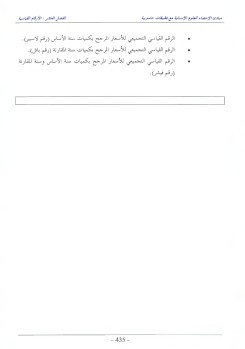 مبادئ الإحصاء للعلوم الإنسانية مع تطبيقات حاسوبية الفصل العاشر - الأرقام القياسية
• الرقم القياسي التجميعي للأسعار المرجح بكميات سنة الأساس (رقم لاسبير).
• الرقم القياسي التجميعي للأسعار المرجح بكميات سنة المقارنة (رقم باش).
• الرقم القياسي التجميعي للأسعار المرجح بكميات سنة الأساس وسنة المقارنة
(رقم فيشر).
- 435 -